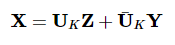 X = U_K Z + Ū_K Y